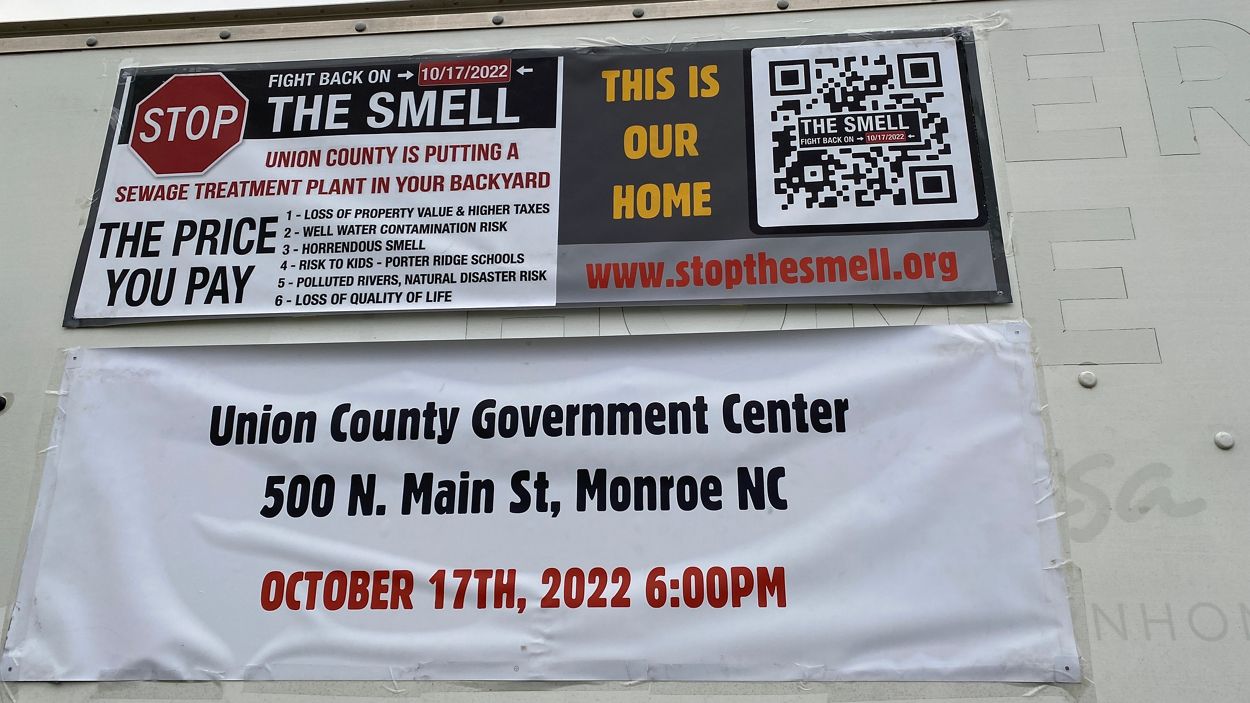 FIGHT BACK ON → 10/17/2022 ←
STOP THE SMELL
UNION COUNTY IS PUTTING A
SEWAGE TREATMENT PLANT IN YOUR BACKYARD
THE PRICE
YOU PAY
1 - LOSS OF PROPERTY VALUE & HIGHER TAXES
2 - WELL WATER CONTAMINATION RISK
3 - HORRENDOUS SMELL
4 - RISK TO KIDS - PORTER RIDGE SCHOOLS
5 - POLLUTED RIVERS, NATURAL DISASTER RISK
6 - LOSS OF QUALITY OF LIFE
THIS IS
OUR
HOME
THE SMELL
FIGHT BACK ON → 10/17/2022 ←
www.stopthesmell.org
Union County Government Center
500 N. Main St, Monroe NC
OCTOBER 17TH, 2022 6:00PM